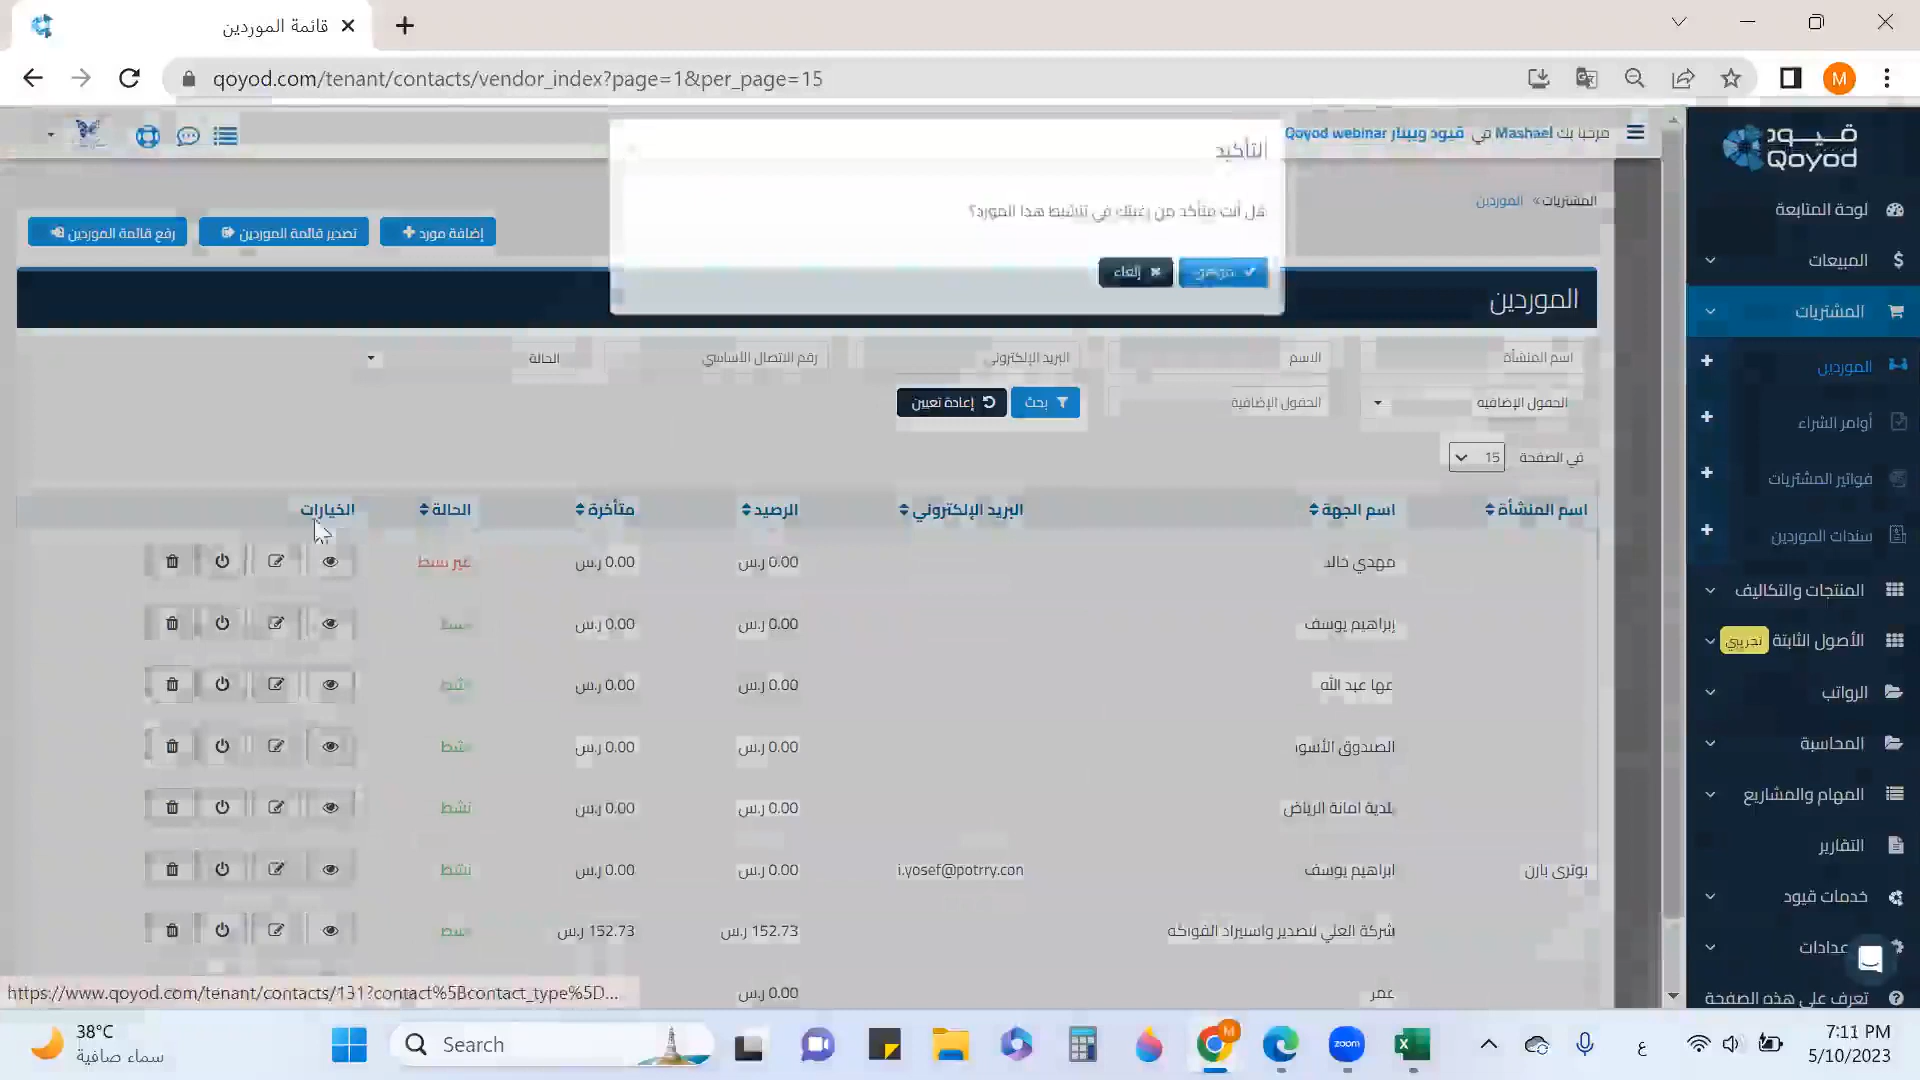 قائمة الموردين
qoyod.com/tenant/contacts/vendor_index?page=1&per_page=15
M
مرحبا بك Mashael في قيود ويبينار Qoyod webinar
قيود
Qoyod
التأكيد
هل أنت متأكد من رغبتك في تنشيط هذا المورد؟
إلغاء
المشتريات » الموردين
إضافة مورد
تصدير قائمة الموردين
رفع قائمة الموردين
الموردين
اسم المنشأة
الاسم
البريد الإلكتروني
رقم الاتصال الأساسي
الحالة
الحقول الإضافية
الحقول الإضافية
بحث
إعادة تعيين
في الصفحة 15
اسم المنشأة اسم الجهة البريد الإلكتروني الرصيد متأخرة الحالة الخيارات
مهدي خالد 0.00 ر.س 0.00 ر.س غير نشط
إبراهيم يوسف 0.00 ر.س 0.00 ر.س نشط
مها عبد الله 0.00 ر.س 0.00 ر.س نشط
الصندوق الأسود 0.00 ر.س 0.00 ر.س نشط
بلدية امانة الرياض 0.00 ر.س 0.00 ر.س نشط
بوتري بارن ابراهيم يوسف i.yosef@potrry.con 0.00 ر.س 0.00 ر.س نشط
شركة العلي لتصدير واستيراد الفواكه 152.73 ر.س 152.73 ر.س نشط
عمر 0.00 ر.س
لوحة المتابعة
المبيعات
المشتريات
الموردين
أوامر الشراء
فواتير المشتريات
سندات الموردين
المنتجات والتكاليف
الأصول الثابتة تجريبي
الرواتب
المحاسبة
المهام والمشاريع
التقارير
خدمات قيود
عدادات
تعرف على هذه الصفحة
https://www.qoyod.com/tenant/contacts/131?contact%5Bcontact_type%5D...
38°C
سماء صافية
Search
M
zoom
ع
7:11 PM
5/10/2023